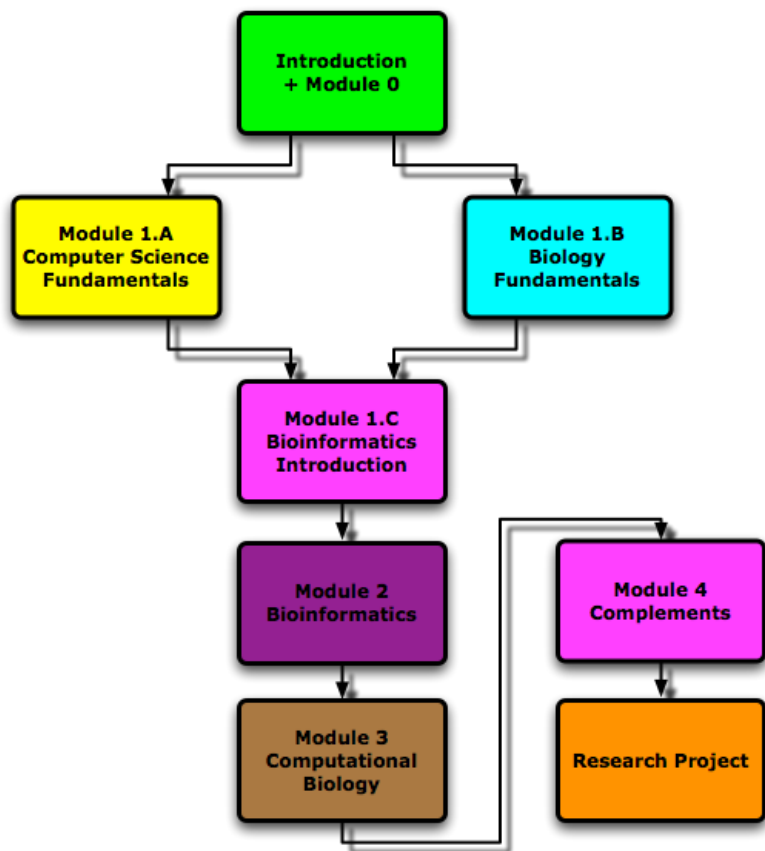 Introduction
+ Module 0
Module 1.A
Computer Science
Fundamentals
Module 1.B
Biology
Fundamentals
Module 1.C
Bioinformatics
Introduction
Module 2
Bioinformatics
Module 3
Computational
Biology
Module 4
Complements
Research Project